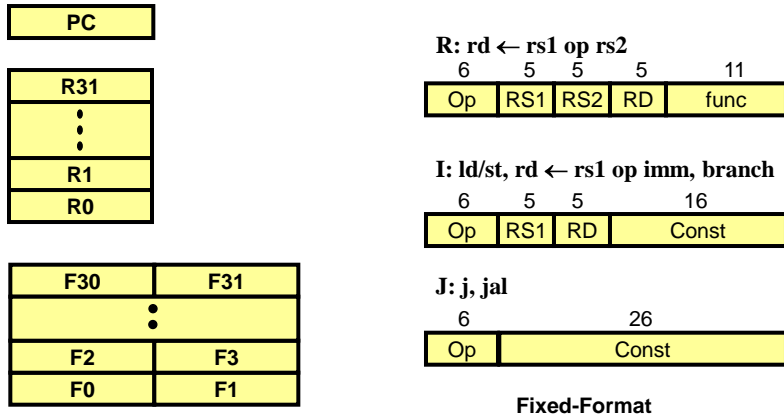 PC
R31
R1
R0
F30 F31
F2 F3
F0 F1
R: rd ← rs1 op rs2
6 5 5 5 11
Op RS1 RS2 RD func
I: ld/st, rd ← rs1 op imm, branch
6 5 5 16
Op RS1 RD Const
J: j, jal
6 26
Op Const
Fixed-Format